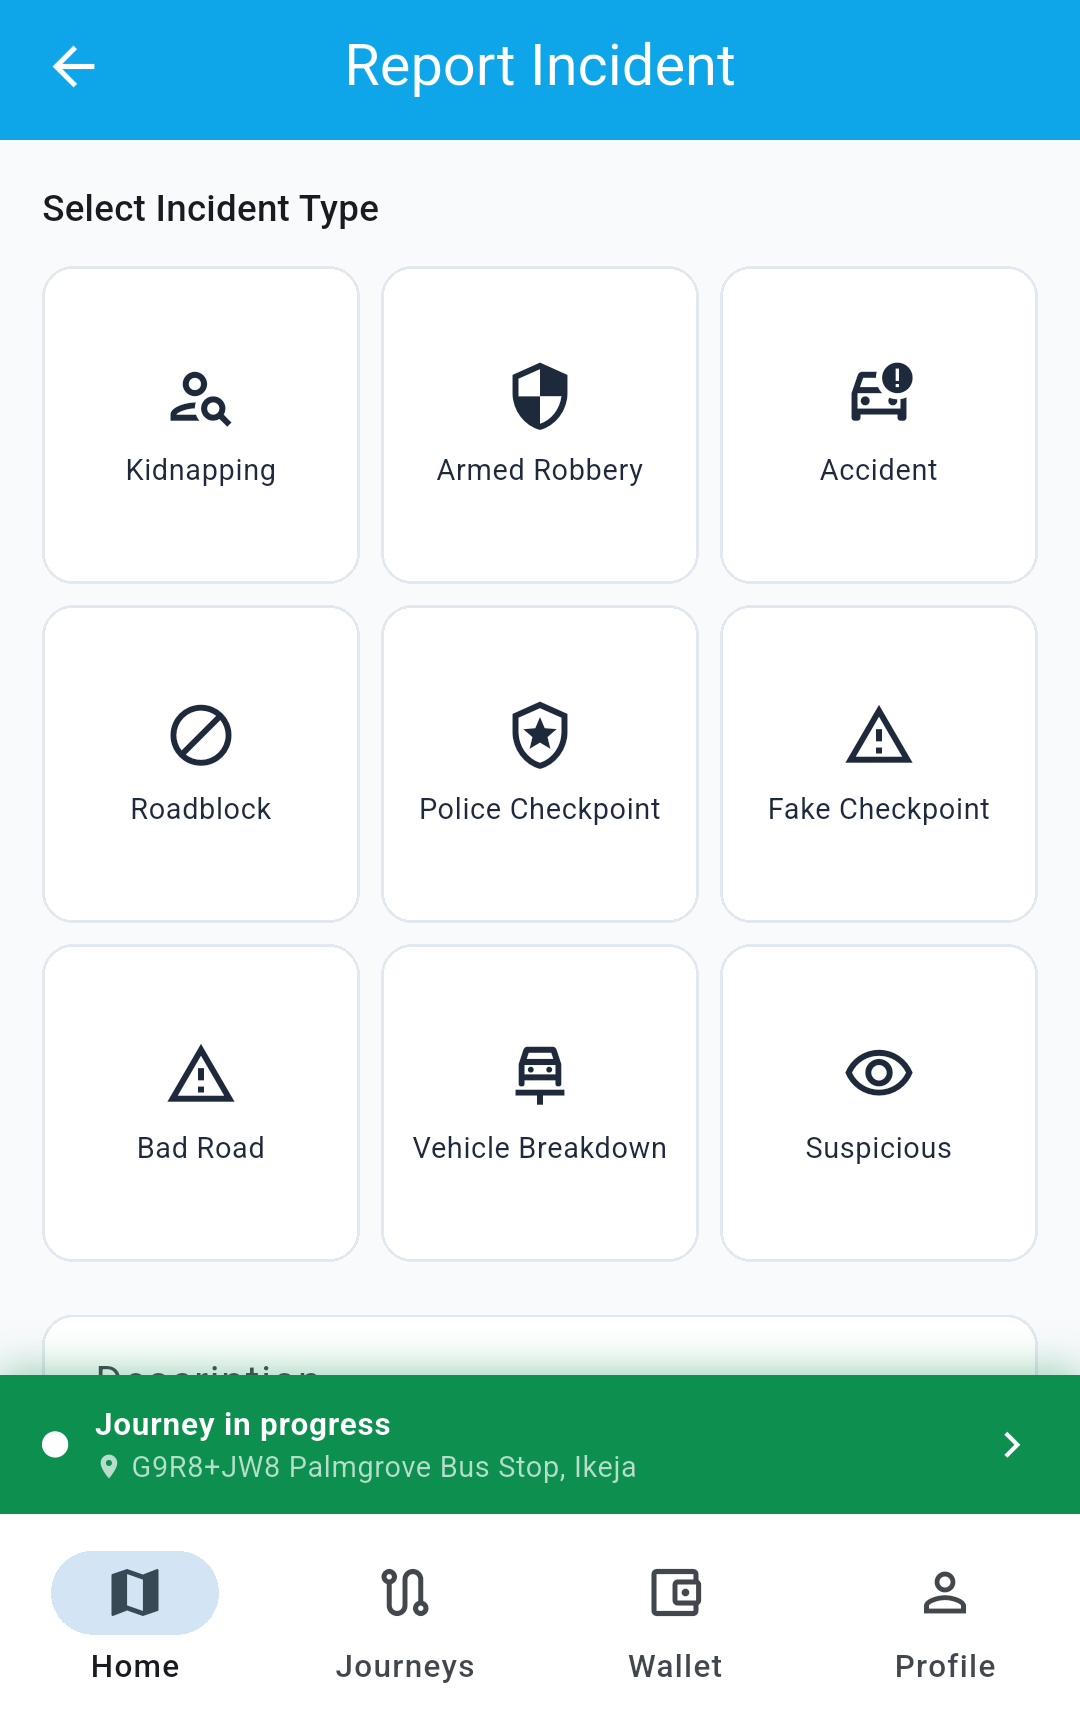 Report Incident
Select Incident Type
Kidnapping
Armed Robbery
Accident
Roadblock
Police Checkpoint
Fake Checkpoint
Bad Road
Vehicle Breakdown
Suspicious
Description
Journey in progress
G9R8+JW8 Palmgrove Bus Stop, Ikeja
Home
Journeys
Wallet
Profile